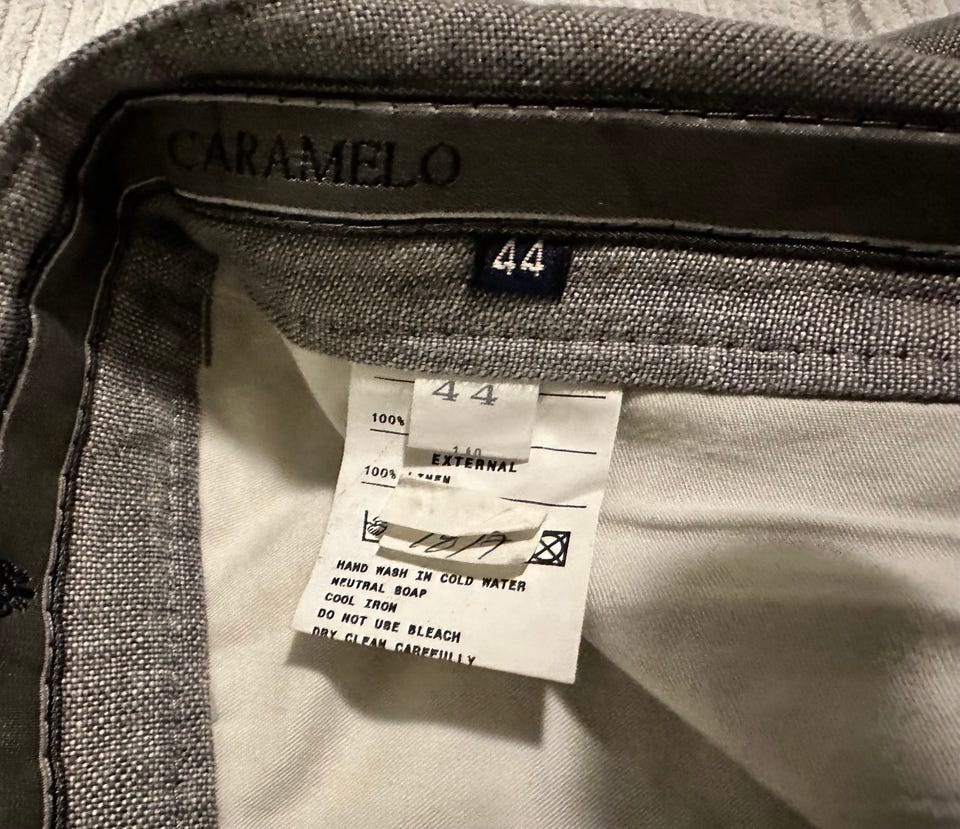 CARAMELO
44
44
100%
EXTERNAL
100%
HAND WASH IN COLD WATER
NEUTRAL SOAP
COOL IRON
DO NOT USE BLEACH
DRY CLEAN CAREFULLY